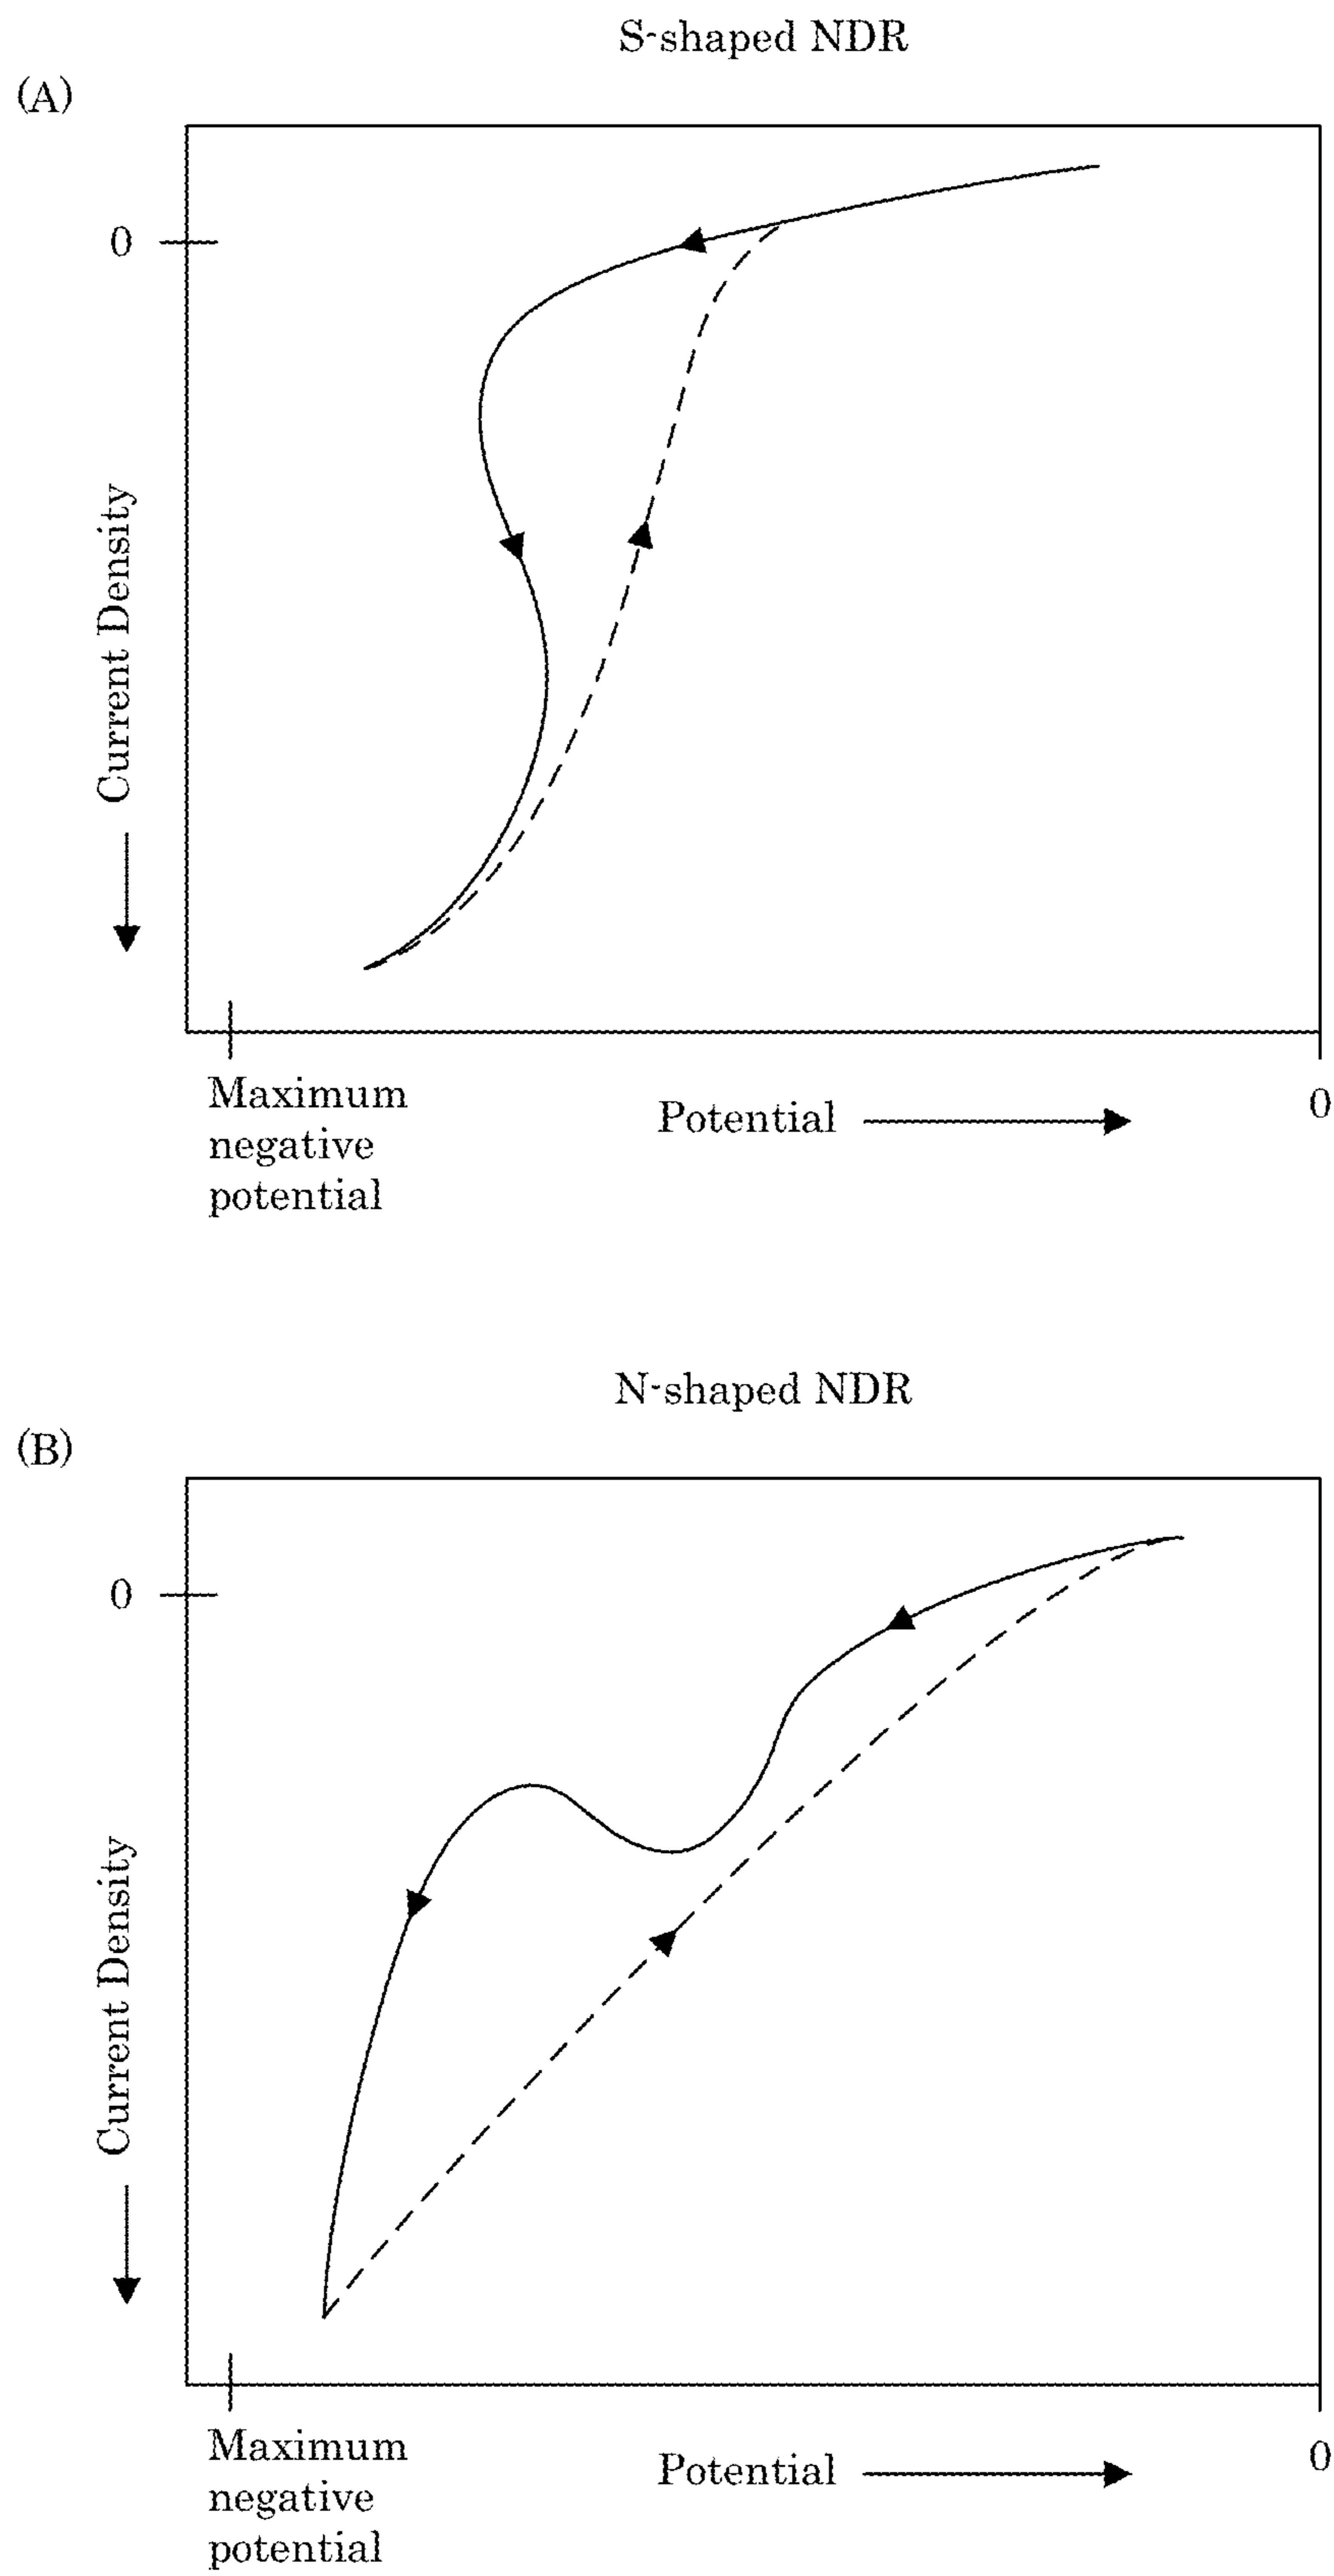 S-shaped NDR
(A)
0
Current Density
Maximum
negative
potential
Potential
0
N-shaped NDR
(B)
0
Current Density
Maximum
negative
potential
Potential
0